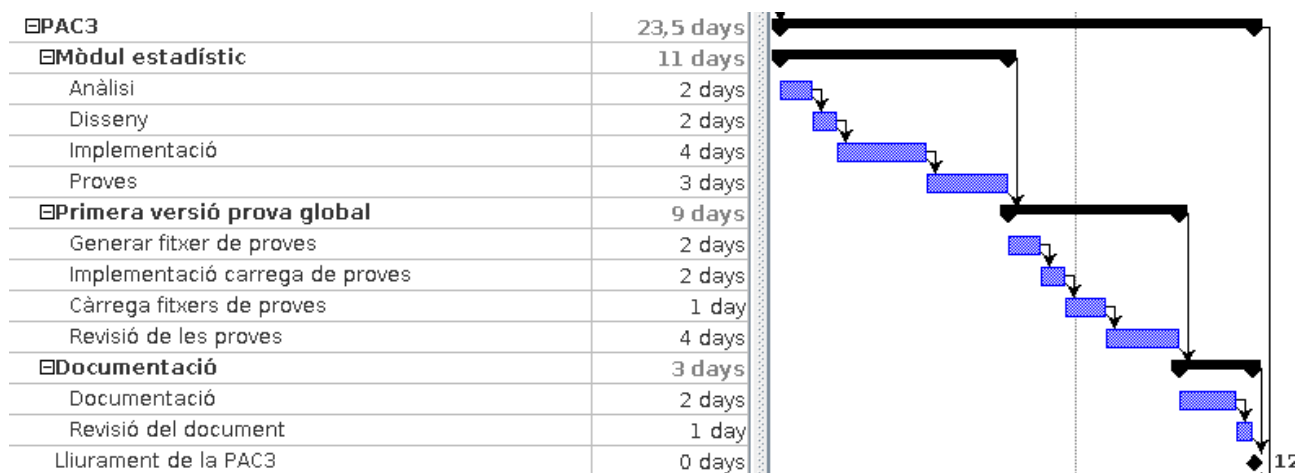 PAC3 23,5 days
Mòdul estadístic 11 days
Anàlisi 2 days
Disseny 2 days
Implementació 4 days
Proves 3 days
Primera versió prova global 9 days
Generar fitxer de proves 2 days
Implementació carrega de proves 2 days
Càrrega fitxers de proves 1 day
Revisió de les proves 4 days
Documentació 3 days
Documentació 2 days
Revisió del document 1 day
Lliurament de la PAC3 0 days 12